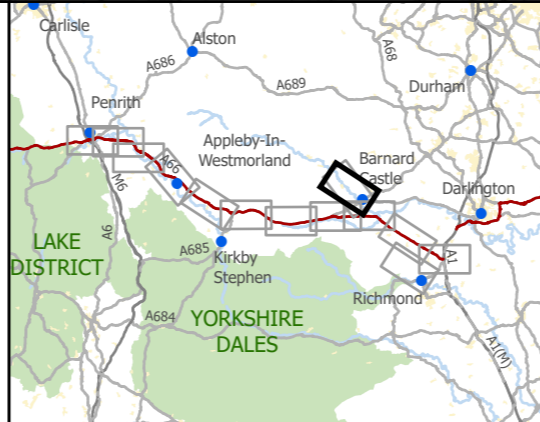 Carlisle
Alston
A686
A68
A689
Durham
Penrith
Appleby-In-
Westmorland
A66
Barnard
Castle
Darlington
M6
A6
LAKE
DISTRICT
A685
Kirkby
Stephen
A1
Richmond
A684
YORKSHIRE
DALES
A1(M)